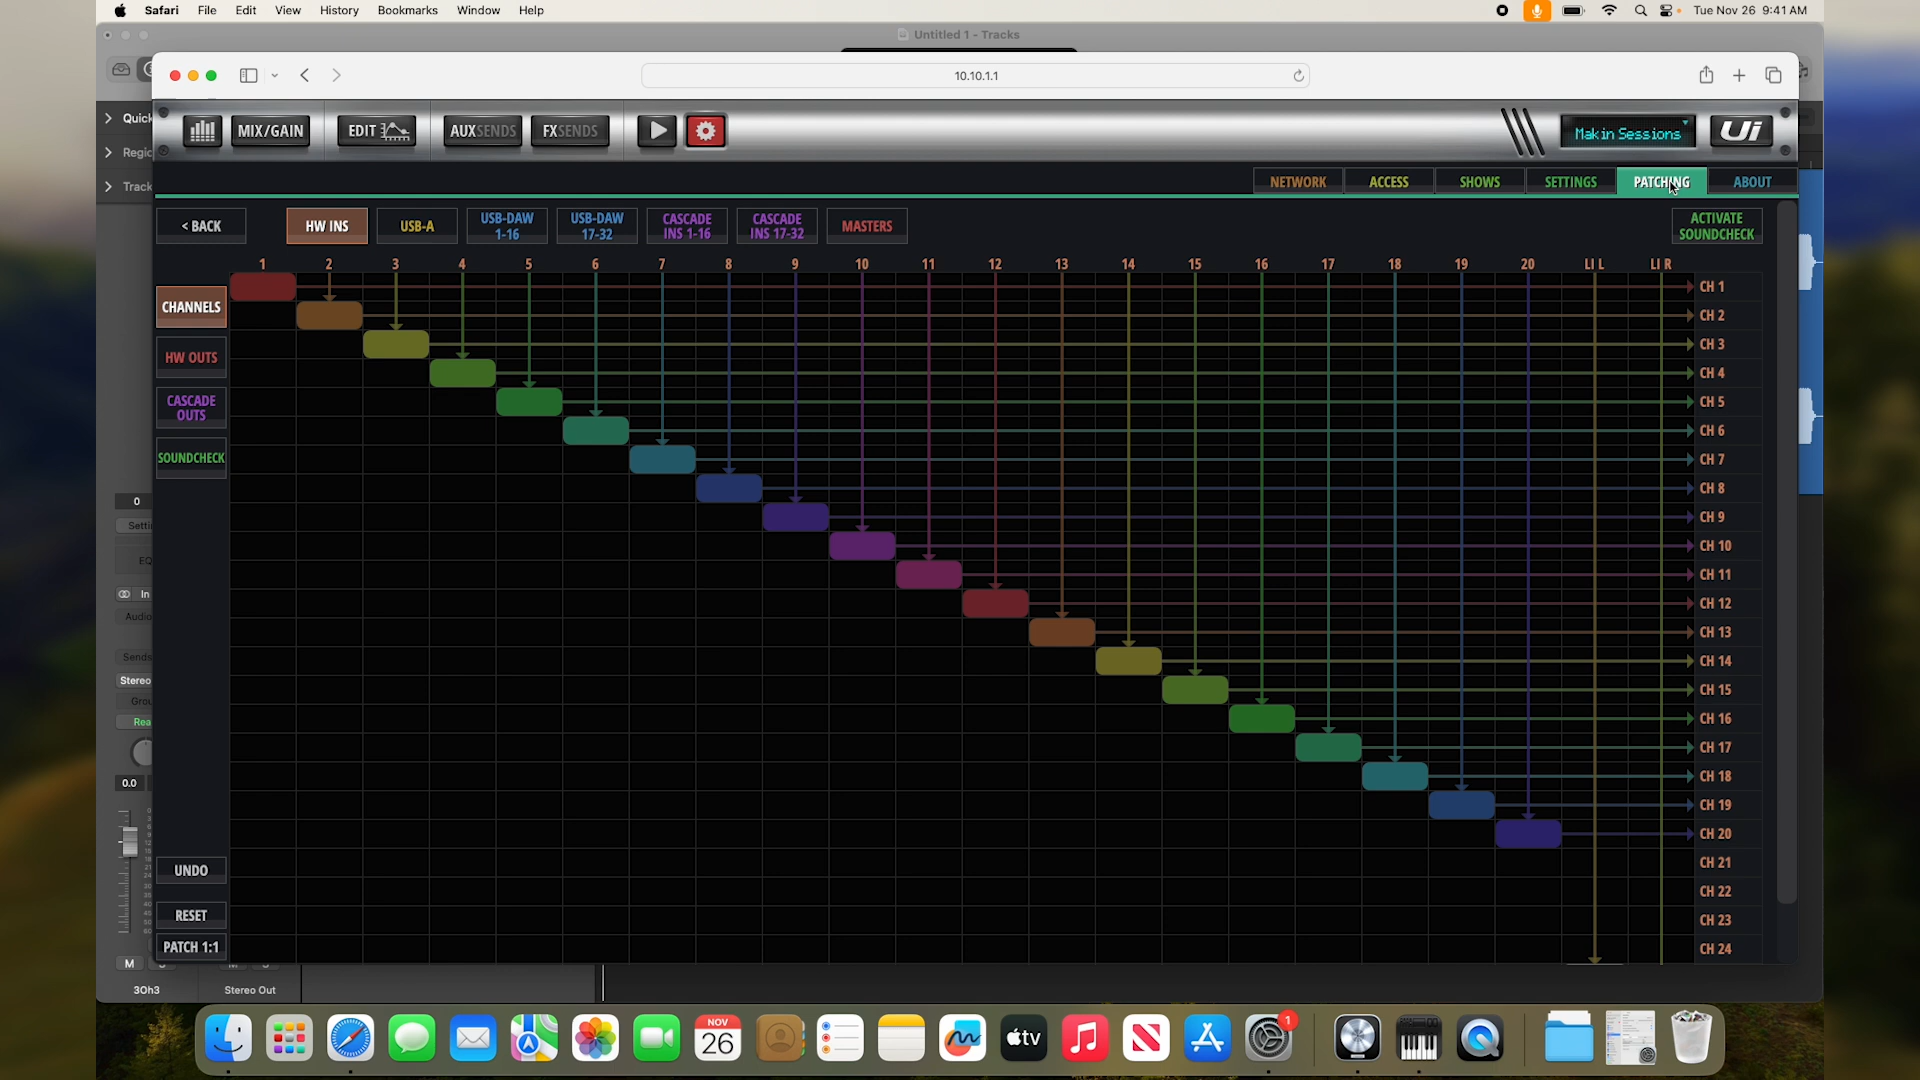 Safari File Edit View History Bookmarks Window Help
Tue Nov 26 9:41 AM
Untitled 1 - Tracks
10.10.1.1
Quick
Regic
Track
MIX/GAIN
EDIT
AUXSENDS
FXSENDS
Makin Sessions
Ui
NETWORK ACCESS SHOWS SETTINGS PATCHING ABOUT
< BACK
HW INS
USB-A
USB-DAW
1-16
USB-DAW
17-32
CASCADE
INS 1-16
CASCADE
INS 17-32
MASTERS
ACTIVATE
SOUNDCHECK
1 2 3 4 5 6 7 8 9 10 11 12 13 14 15 16 17 18 19 20 LI L LI R
CHANNELS
HW OUTS
CASCADE
OUTS
SOUNDCHECK
UNDO
RESET
PATCH 1:1
CH 1
CH 2
CH 3
CH 4
CH 5
CH 6
CH 7
CH 8
CH 9
CH 10
CH 11
CH 12
CH 13
CH 14
CH 15
CH 16
CH 17
CH 18
CH 19
CH 20
CH 21
CH 22
CH 23
CH 24
0
Settin
EQ
In
Audio
Sends
Stereo
Grou
Rea
0.0
M
3Oh3
Stereo Out
NOV
26
tv
1